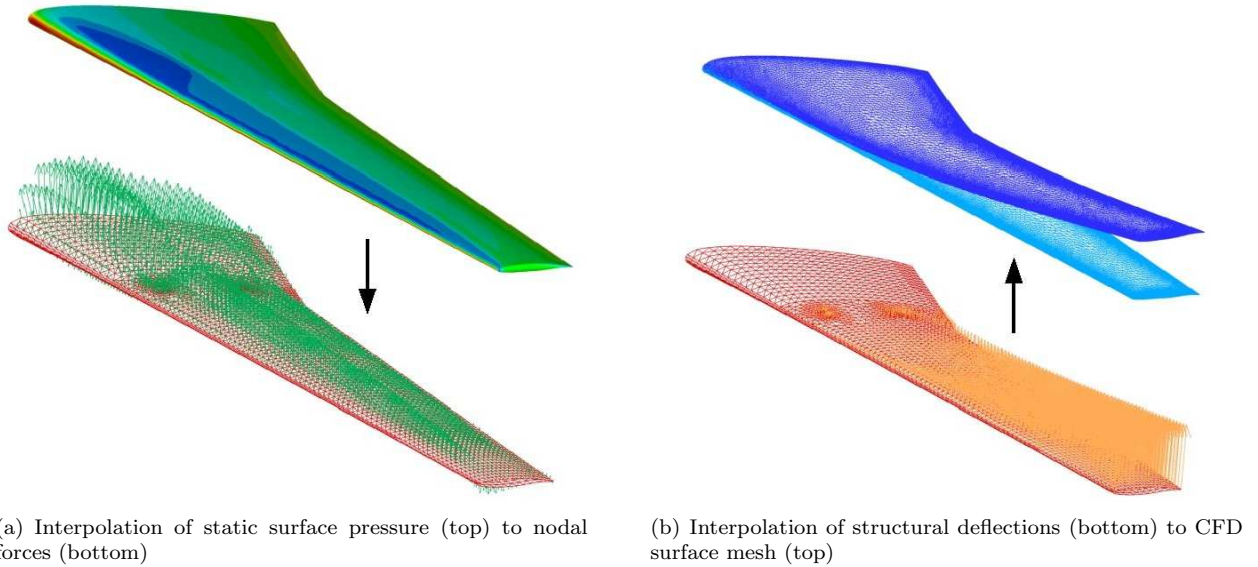 (a) Interpolation of static surface pressure (top) to nodal
forces (bottom)
(b) Interpolation of structural deflections (bottom) to CFD
surface mesh (top)